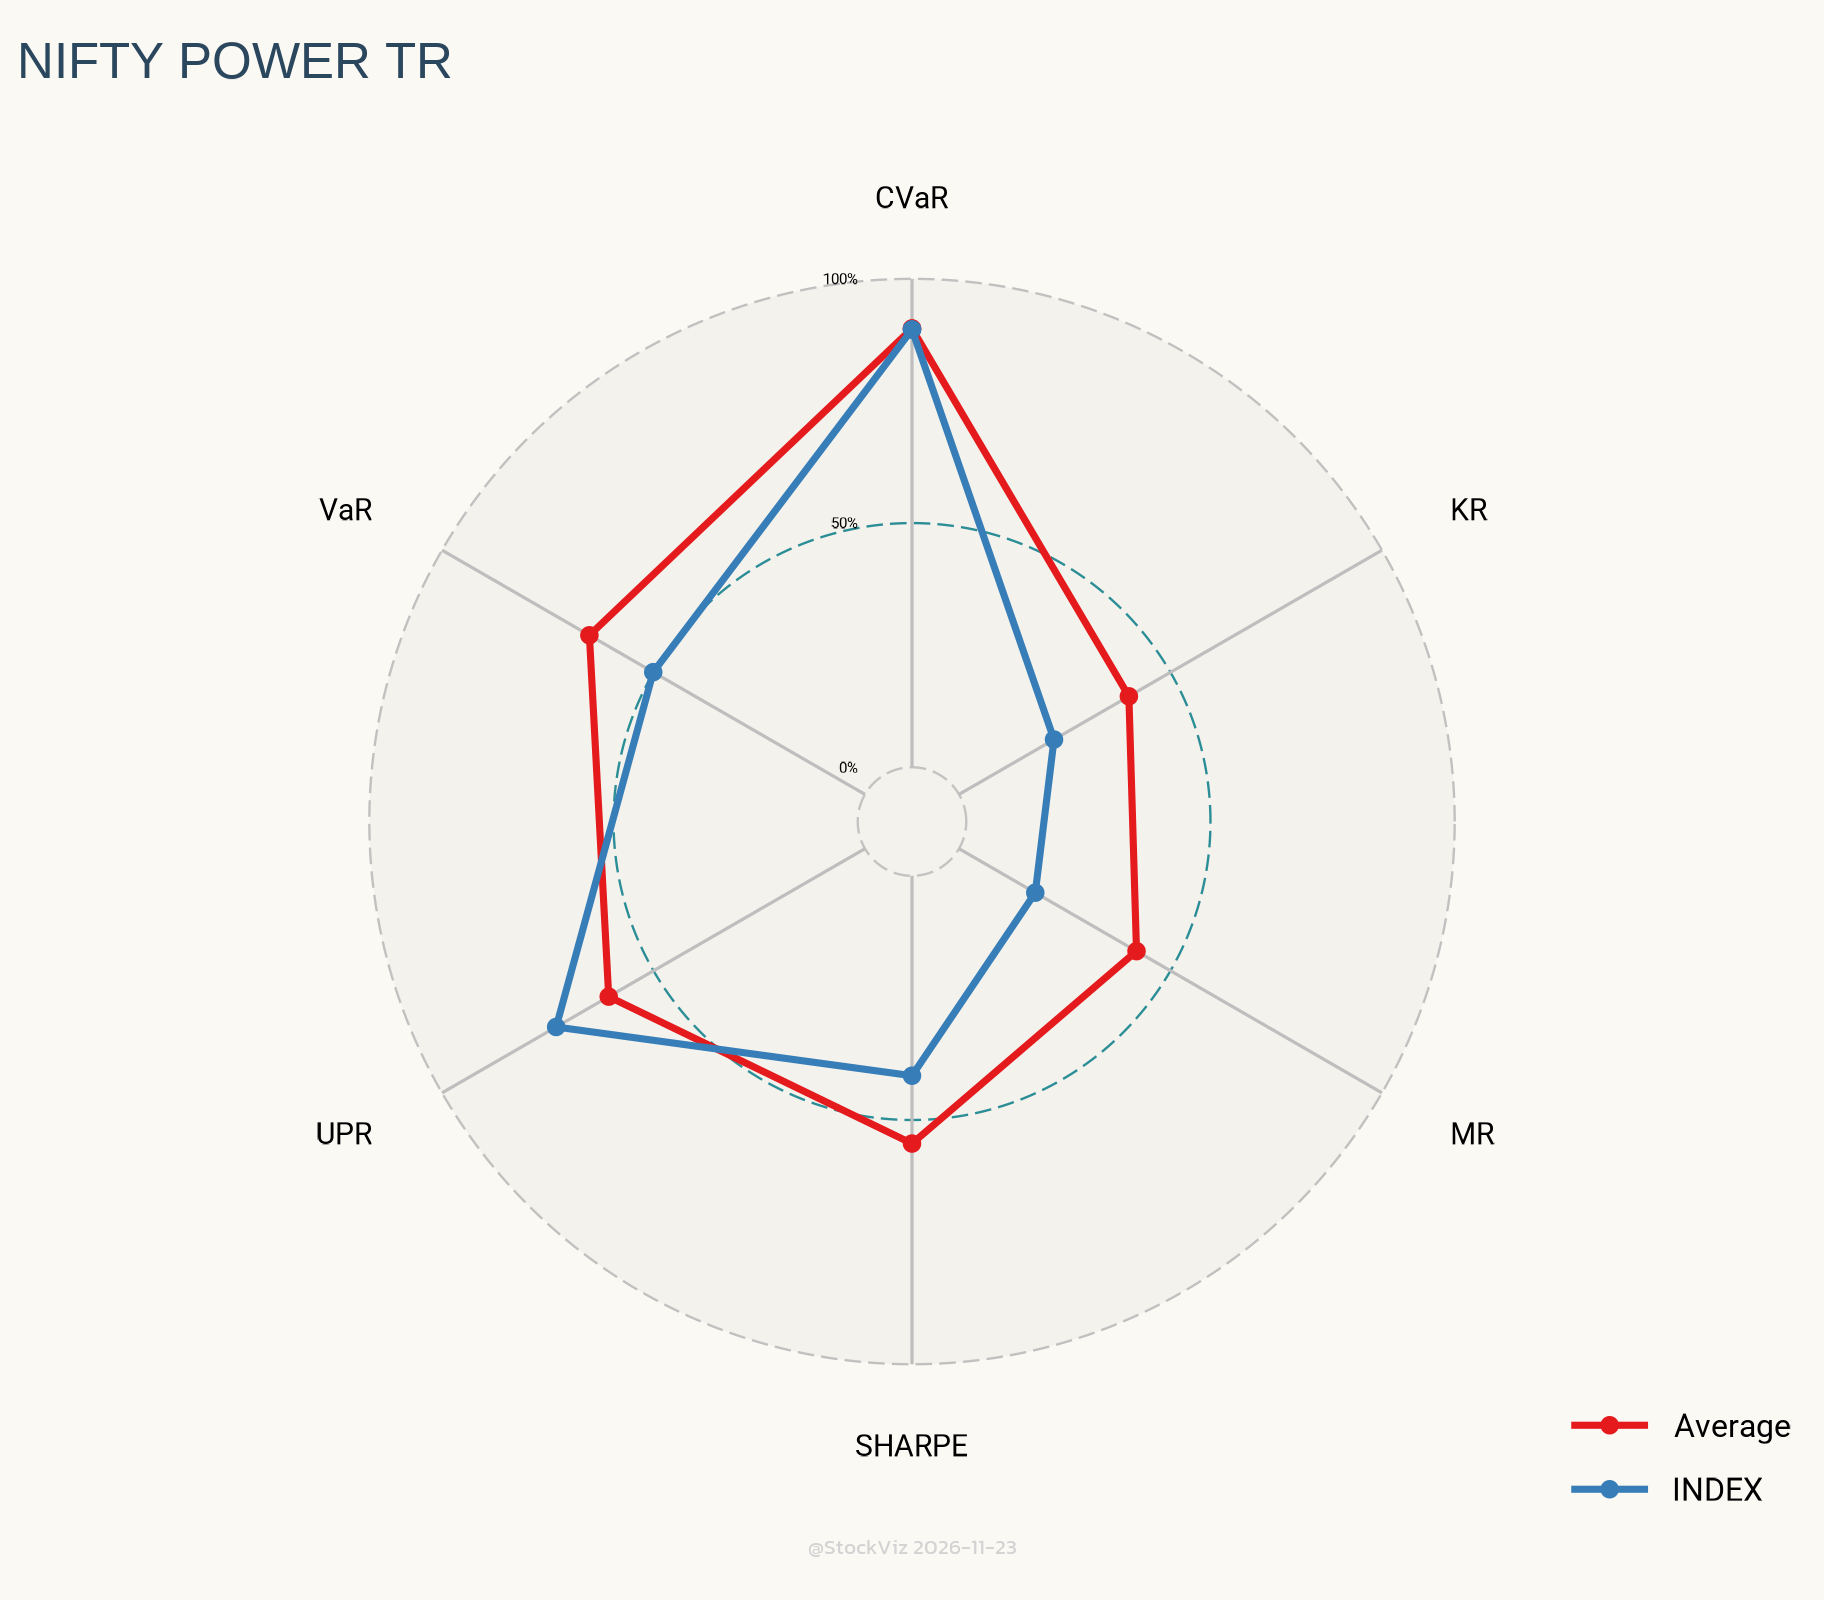 NIFTY POWER TR
CVaR
100%
VaR
KR
50%
0%
UPR
MR
SHARPE
Average
INDEX
@StockViz 2026-11-23